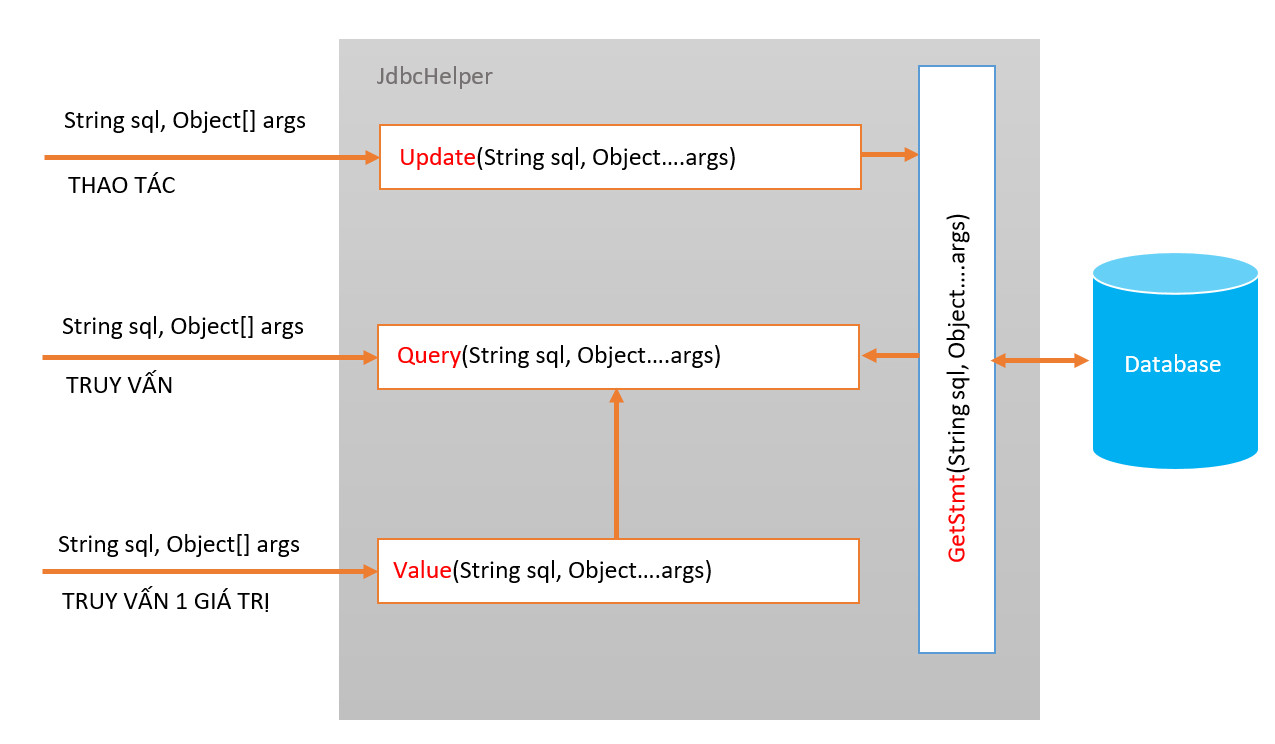 JdbcHelper
String sql, Object[] args
Update(String sql, Object….args)
THAO TÁC
String sql, Object[] args
Query(String sql, Object….args)
TRUY VẤN
String sql, Object[] args
Value(String sql, Object….args)
TRUY VẤN 1 GIÁ TRỊ
GetStmt(String sql, Object….args)
Database